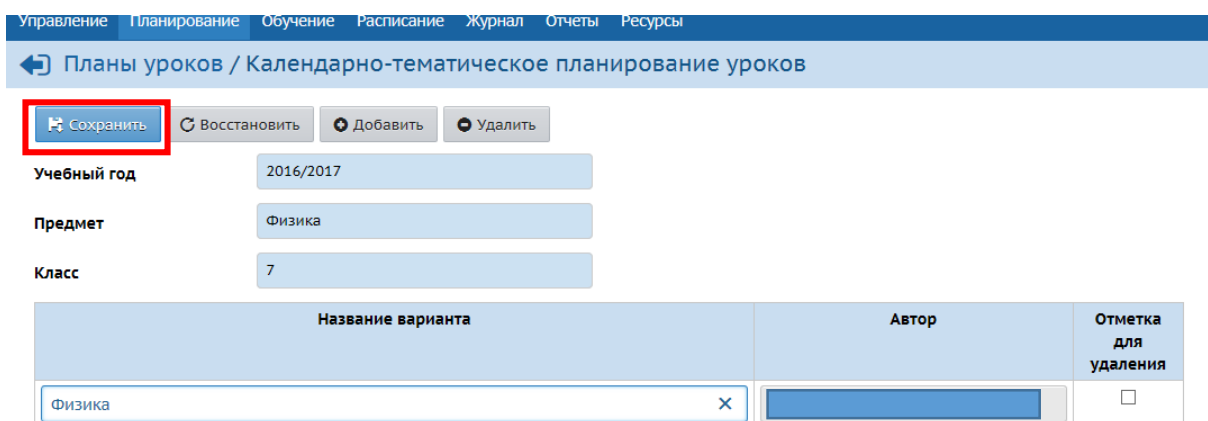 Управление Планирование Обучение Расписание Журнал Отчеты Ресурсы
Планы уроков / Календарно-тематическое планирование уроков
Сохранить Восстановить Добавить Удалить
Учебный год 2016/2017
Предмет Физика
Класс 7
Название варианта Автор Отметка
для
удаления
Физика